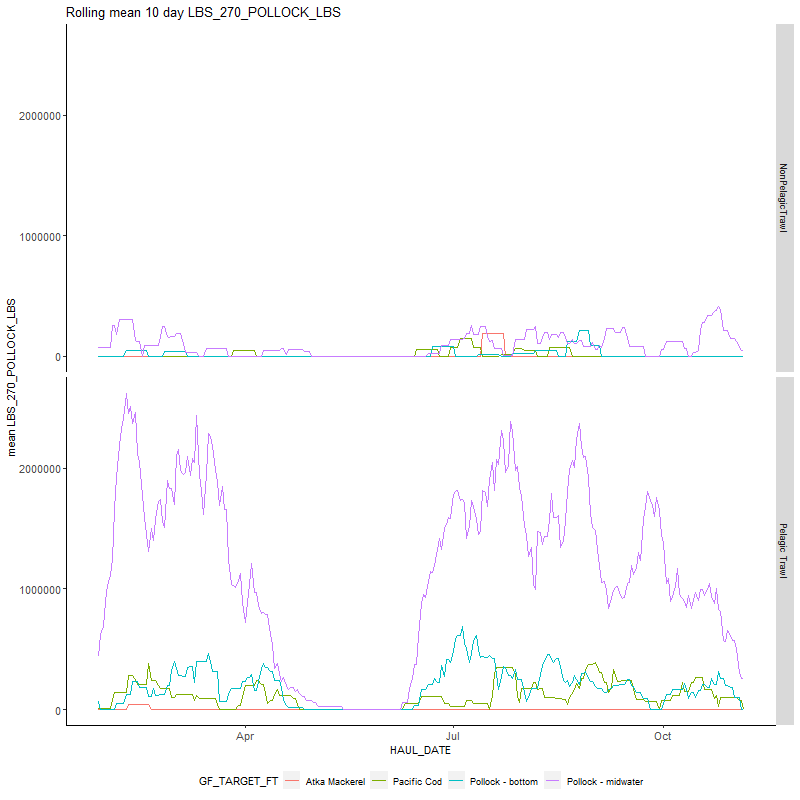 Rolling mean 10 day LBS_270_POLLOCK_LBS
2000000
1000000
0
NonPelagicTrawl
mean LBS_270_POLLOCK_LBS
2000000
1000000
0
Pelagic Trawl
Apr
Jul
Oct
HAUL_DATE
GF_TARGET_FT
Atka Mackerel
Pacific Cod
Pollock - bottom
Pollock - midwater